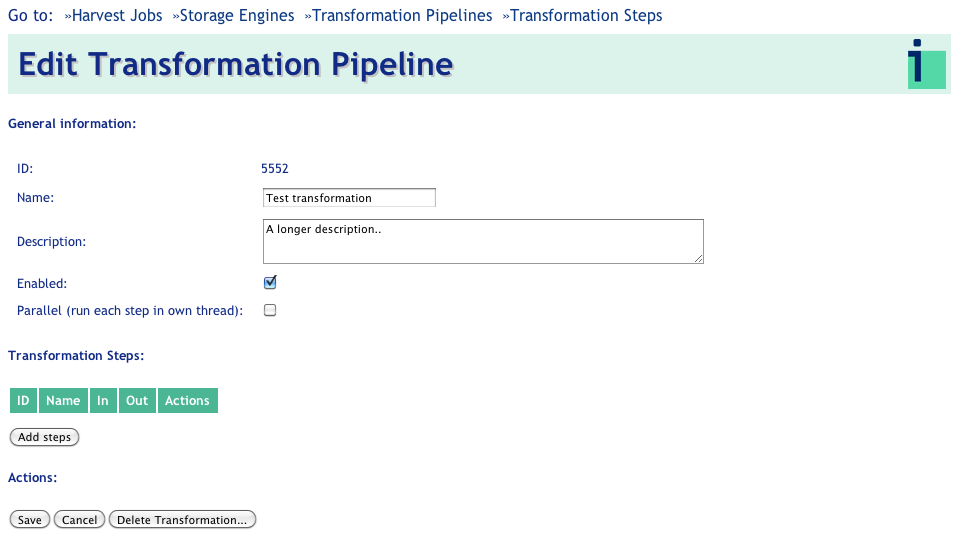 Go to: »Harvest Jobs »Storage Engines »Transformation Pipelines »Transformation Steps
Edit Transformation Pipeline
General information:
ID: 5552
Name: Test transformation
Description: A longer description..
Enabled:
Parallel (run each step in own thread):
Transformation Steps:
ID Name In Out Actions
Add steps
Actions:
Save Cancel Delete Transformation...